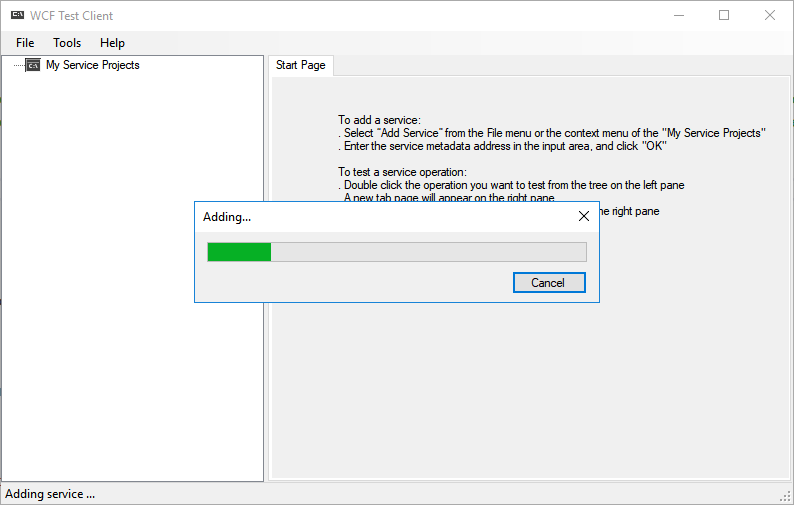 WCF Test Client
File Tools Help
My Service Projects
Start Page
To add a service:
. Select "Add Service" from the File menu or the context menu of the "My Service Projects"
. Enter the service metadata address in the input area, and click "OK"
To test a service operation:
. Double click the operation you want to test from the tree on the left pane
. A new tab page will appear on the right pane
he right pane
Adding...
Cancel
Adding service ...